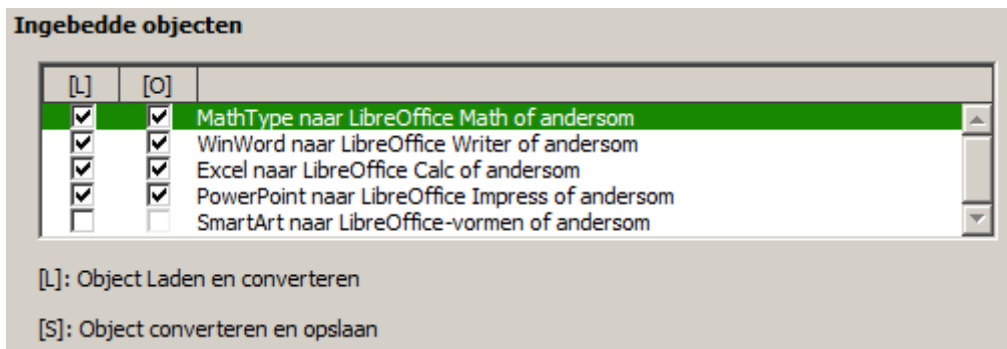 Ingebedde objecten
[L] [O]
MathType naar LibreOffice Math of andersom
WinWord naar LibreOffice Writer of andersom
Excel naar LibreOffice Calc of andersom
PowerPoint naar LibreOffice Impress of andersom
SmartArt naar LibreOffice-vormen of andersom
[L]: Object Laden en converteren
[S]: Object converteren en opslaan